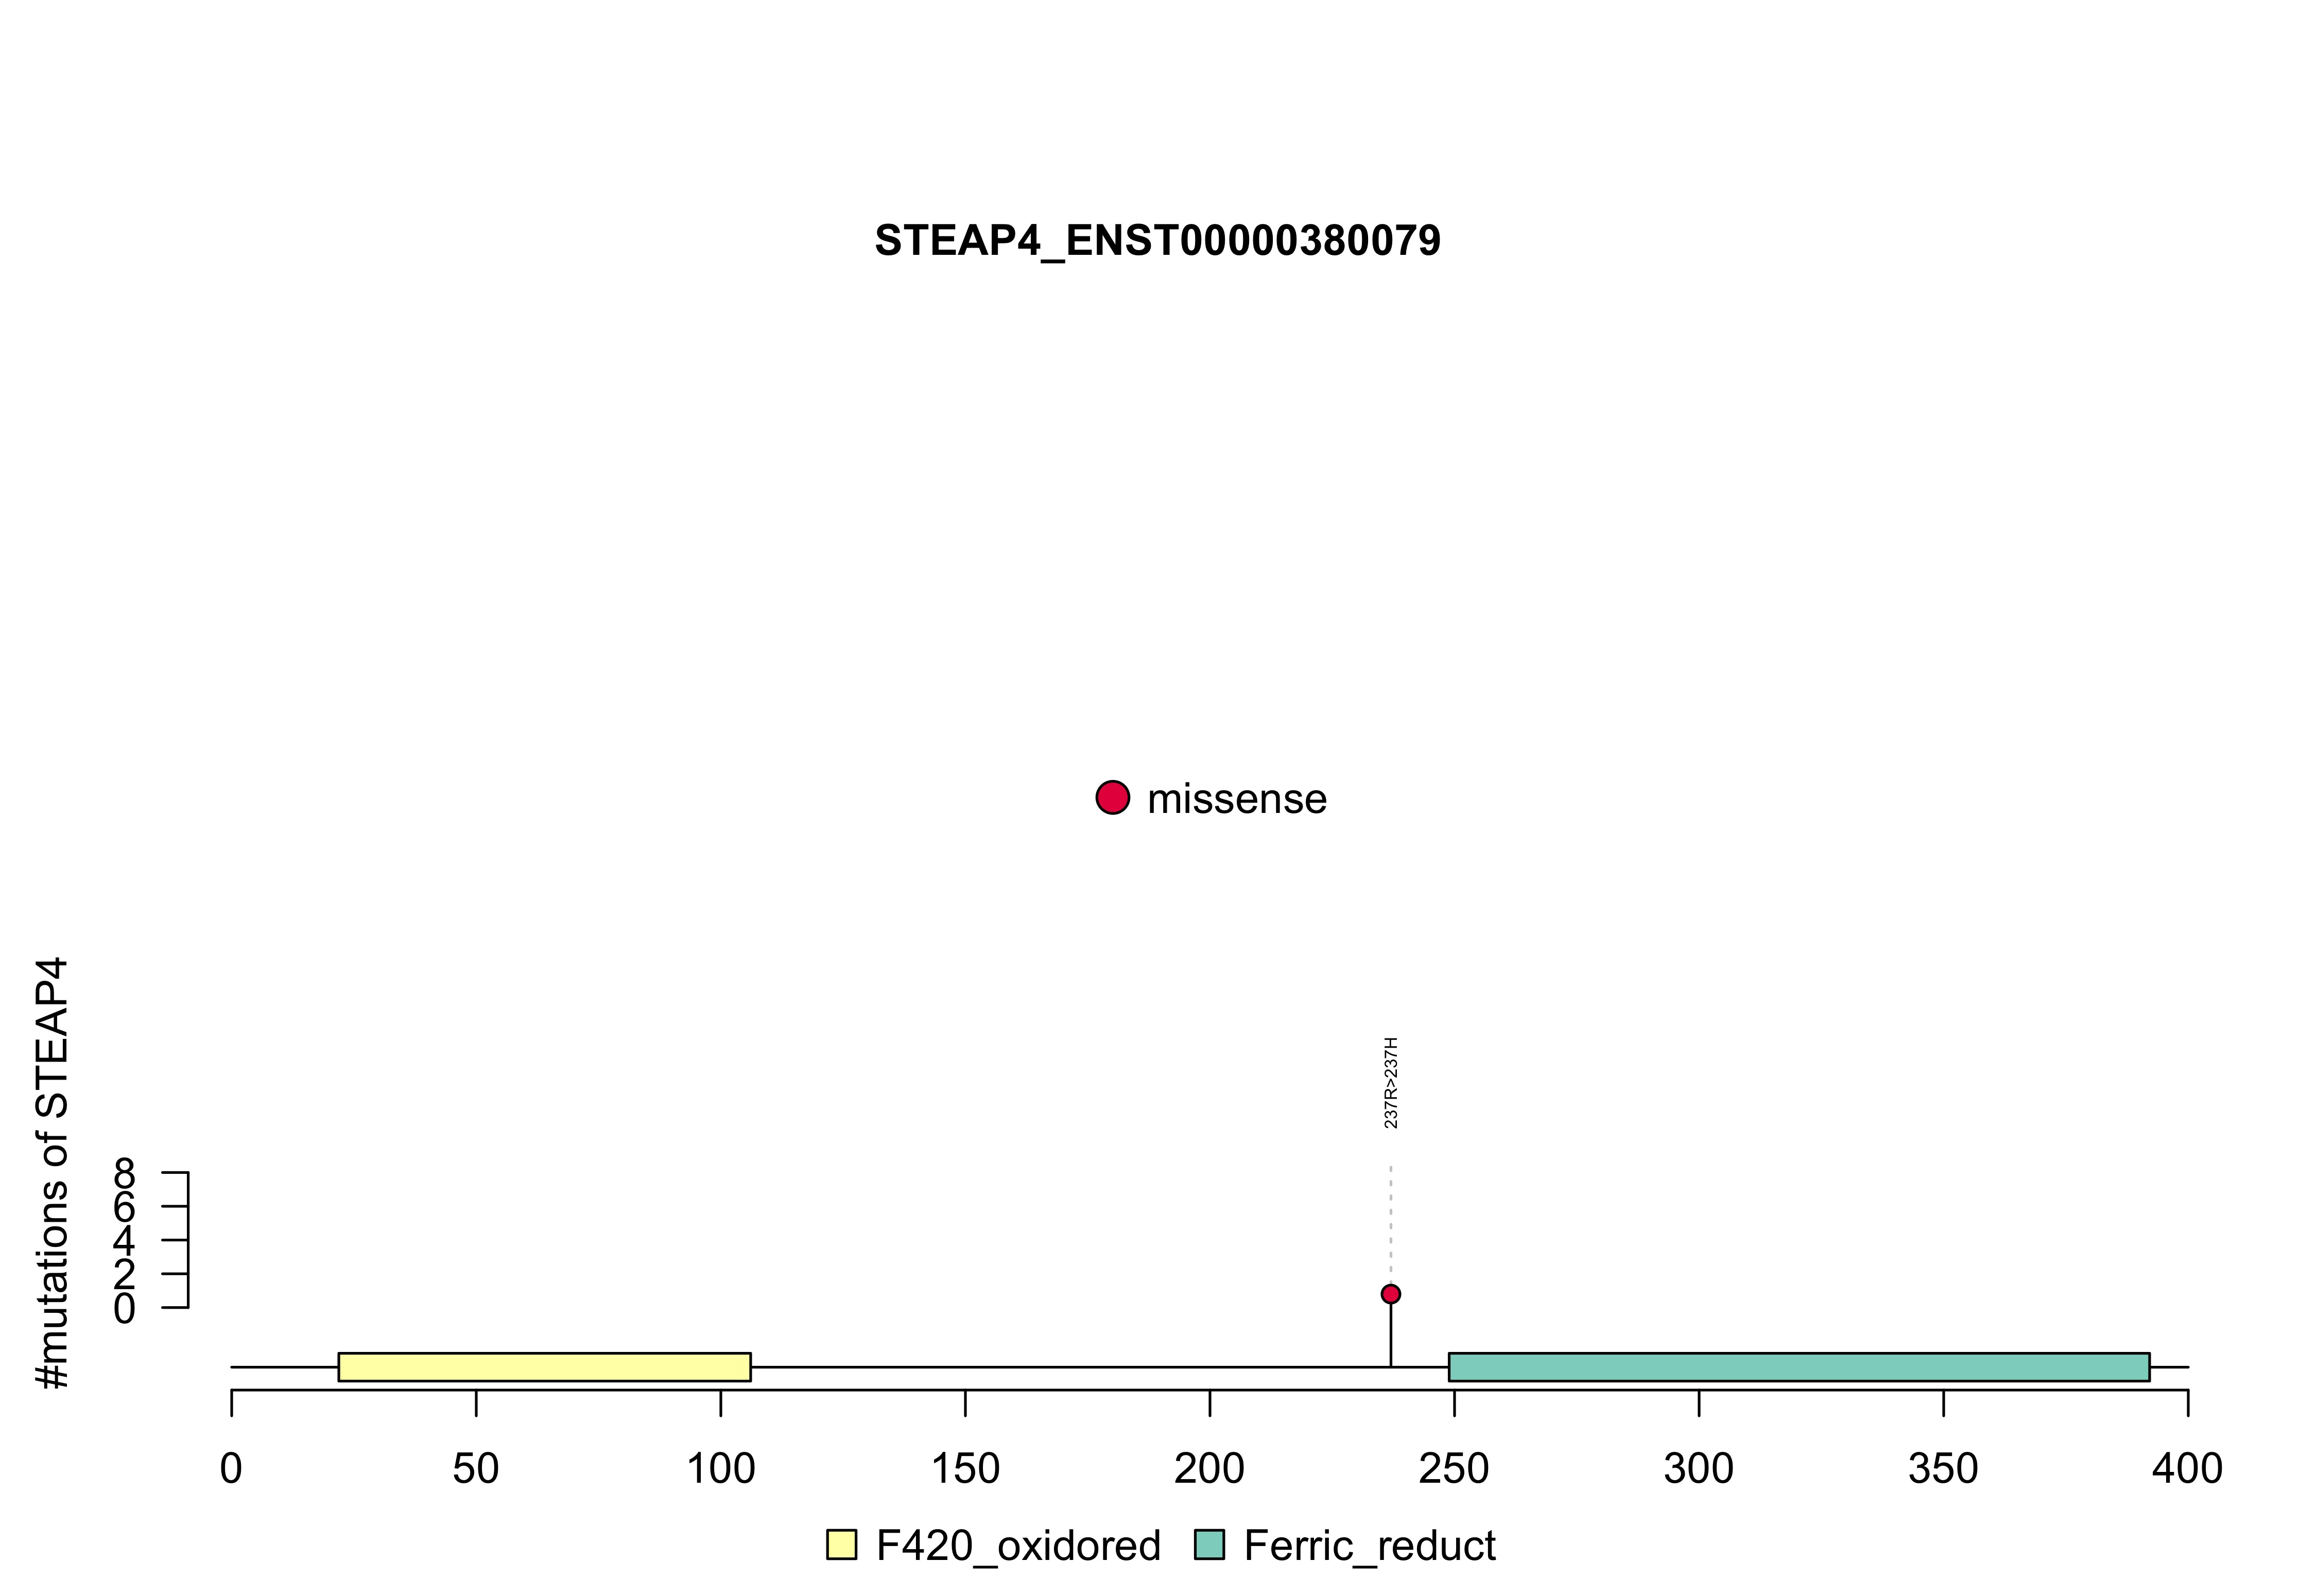 STEAP4_ENST00000380079
missense
#mutations of STEAP4
237R>237H
8
6
4
2
0
0 50 100 150 200 250 300 350 400
F420_oxidored Ferric_reduct